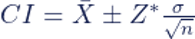 CI = X̄ ± Z* σ/√n